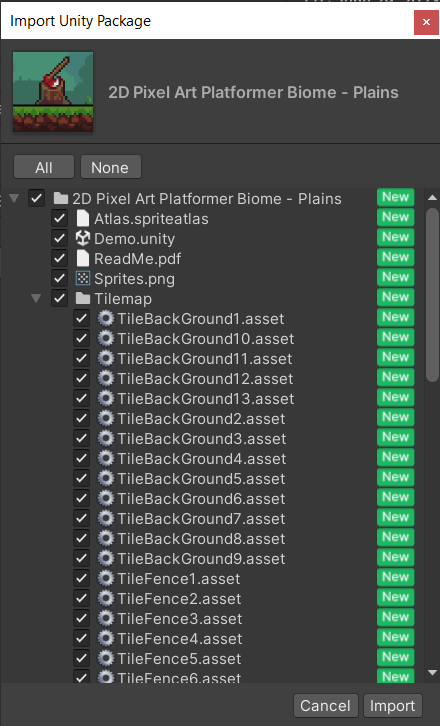 Import Unity Package
2D Pixel Art Platformer Biome - Plains
All None
2D Pixel Art Platformer Biome - Plains New
Atlas.spriteatlas New
Demo.unity New
ReadMe.pdf New
Sprites.png New
Tilemap New
TileBackGround1.asset New
TileBackGround10.asset New
TileBackGround11.asset New
TileBackGround12.asset New
TileBackGround13.asset New
TileBackGround2.asset New
TileBackGround3.asset New
TileBackGround4.asset New
TileBackGround5.asset New
TileBackGround6.asset New
TileBackGround7.asset New
TileBackGround8.asset New
TileBackGround9.asset New
TileFence1.asset New
TileFence2.asset New
TileFence3.asset New
TileFence4.asset New
TileFence5.asset New
TileFence6.asset New
Cancel Import